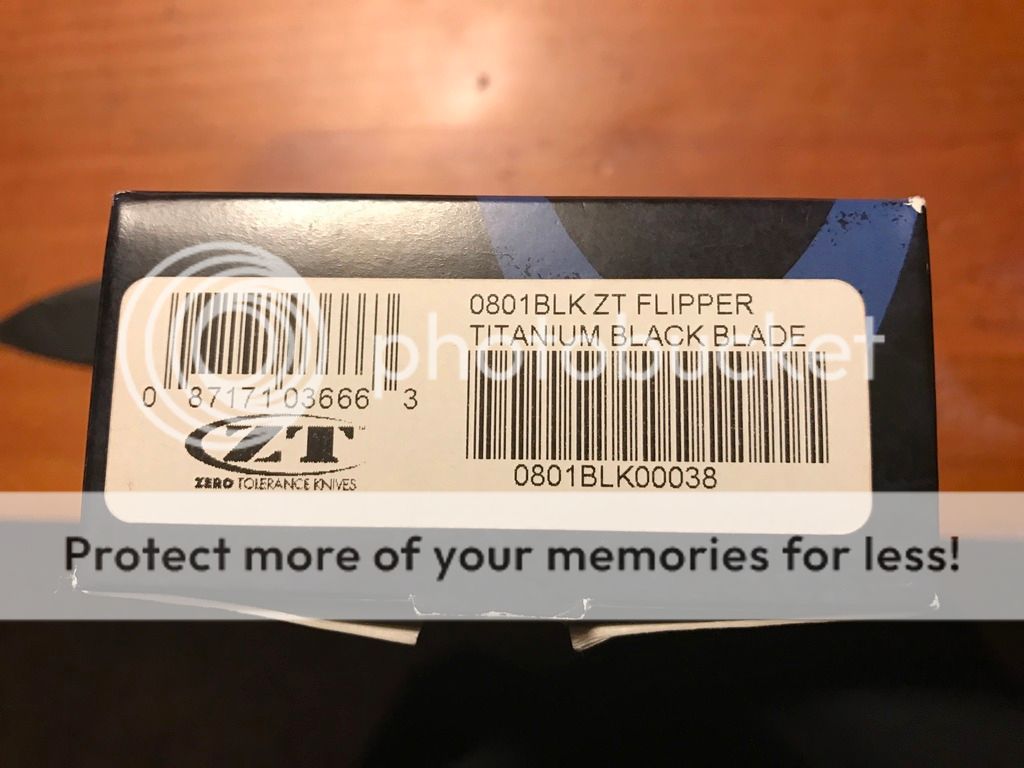 0801BLK ZT FLIPPER
TITANIUM BLACK BLADE
0 87171 03666 3
ZT
ZERO TOLERANCE KNIVES
0801BLK00038
photobucket
Protect more of your memories for less!